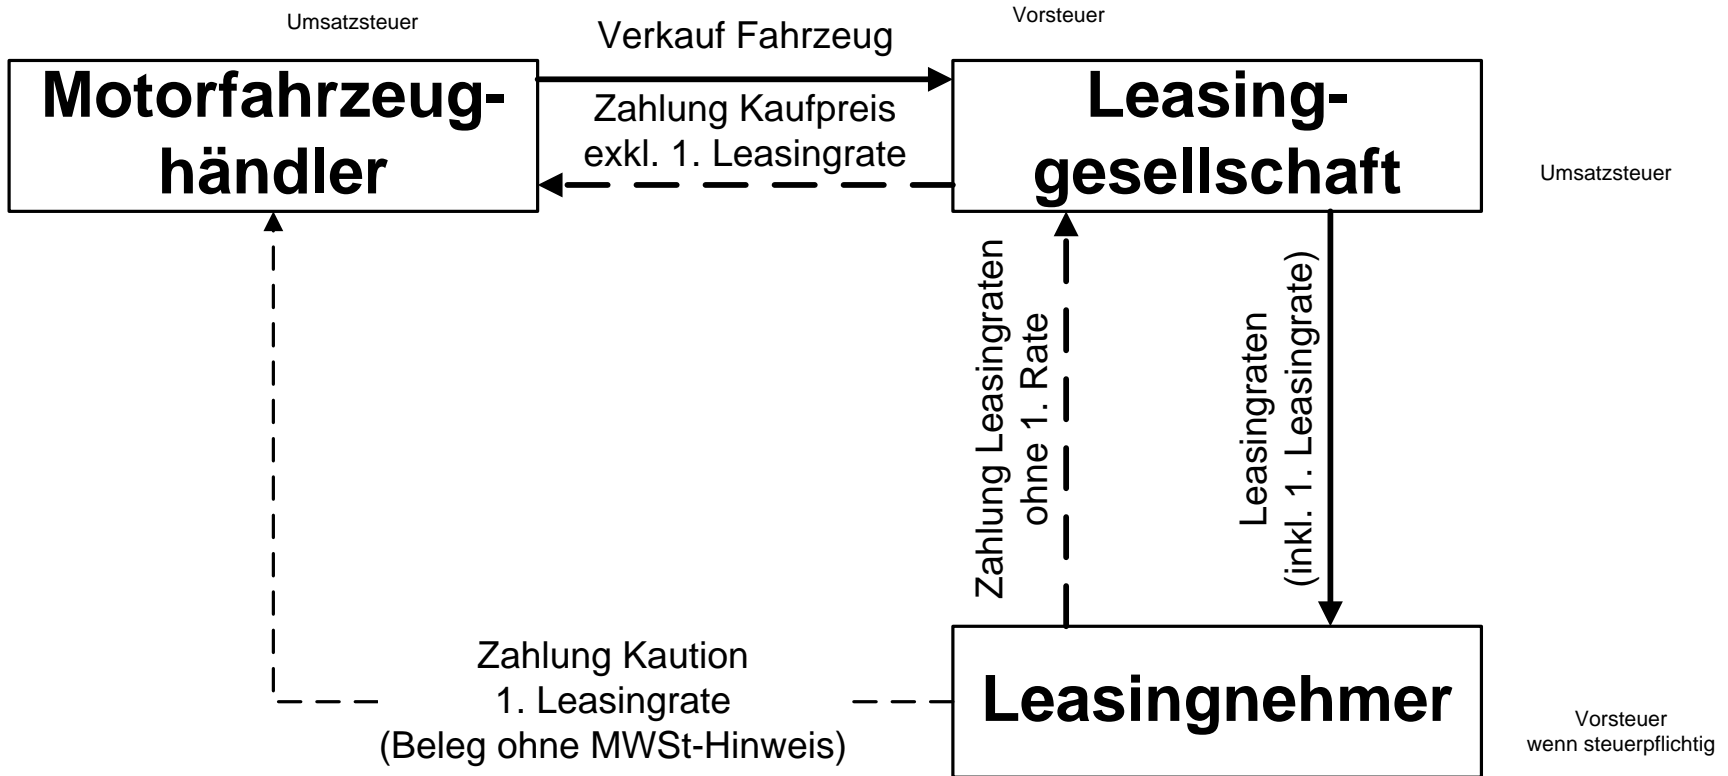 Umsatzsteuer
Verkauf Fahrzeug
Vorsteuer
Motorfahrzeug-
händler
Zahlung Kaufpreis
exkl. 1. Leasingrate
Leasing-
gesellschaft
Umsatzsteuer
Zahlung Leasingraten
ohne 1. Rate
Leasingraten
(inkl. 1. Leasingrate)
Zahlung Kaution
1. Leasingrate
(Beleg ohne MWSt-Hinweis)
Leasingnehmer
Vorsteuer
wenn steuerpflichtig